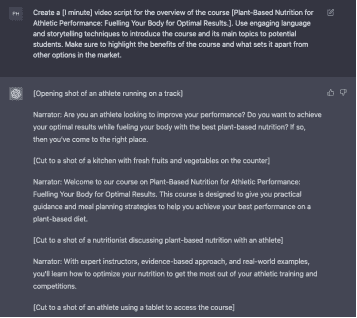 PH
Create a [1 minute] video script for the overview of the course [Plant-Based Nutrition for
Athletic Performance: Fuelling Your Body for Optimal Results.]. Use engaging language
and storytelling techniques to introduce the course and its main topics to potential
students. Make sure to highlight the benefits of the course and what sets it apart from
other options in the market.
[Opening shot of an athlete running on a track]
Narrator: Are you an athlete looking to improve your performance? Do you want to achieve
your optimal results while fueling your body with the best plant-based nutrition? If so,
then you've come to the right place.
[Cut to a shot of a kitchen with fresh fruits and vegetables on the counter]
Narrator: Welcome to our course on Plant-Based Nutrition for Athletic Performance:
Fuelling Your Body for Optimal Results. This course is designed to give you practical
guidance and meal planning strategies to help you achieve your best performance on a
plant-based diet.
[Cut to a shot of a nutritionist discussing plant-based nutrition with an athlete]
Narrator: With expert instructors, evidence-based approach, and real-world examples,
you'll learn how to optimize your nutrition to get the most out of your athletic training and
competitions.
[Cut to a shot of an athlete using a tablet to access the course]